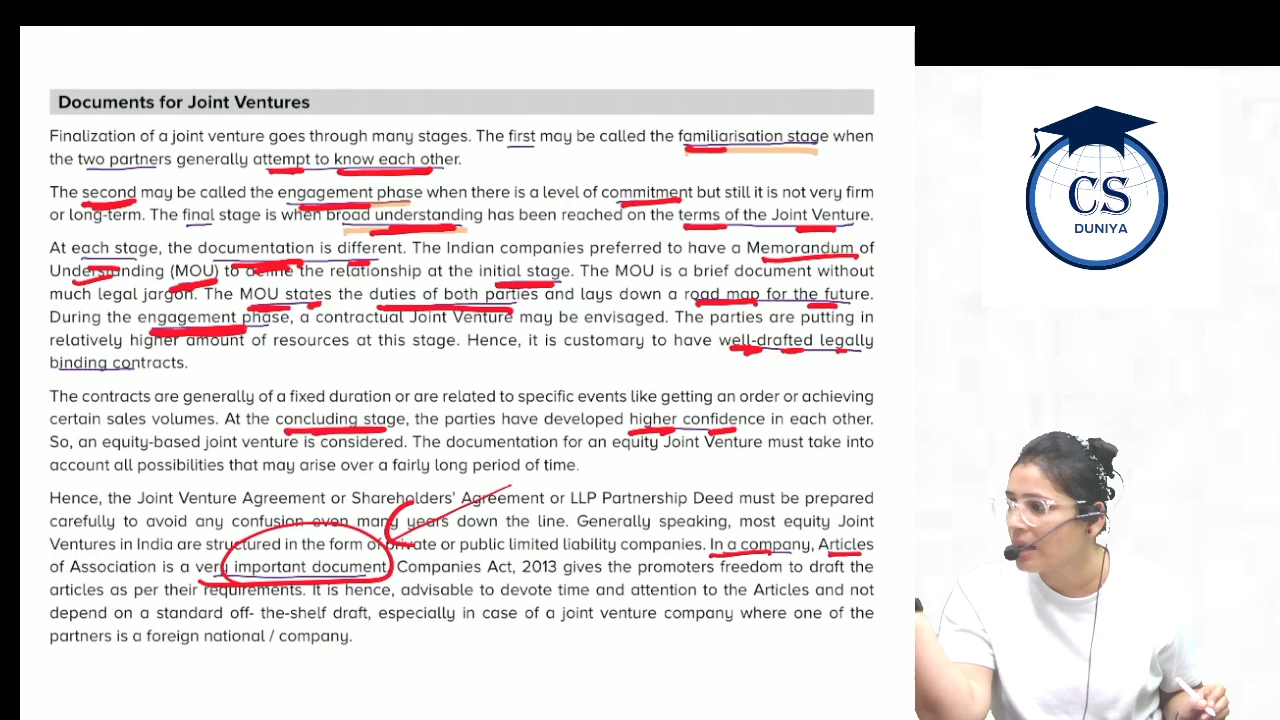 Documents for Joint Ventures
Finalization of a joint venture goes through many stages. The first may be called the familiarisation stage when
the two partners generally attempt to know each other.
The second may be called the engagement phase when there is a level of commitment but still it is not very firm
or long-term. The final stage is when broad understanding has been reached on the terms of the Joint Venture.
At each stage, the documentation is different. The Indian companies preferred to have a Memorandum of
Understanding (MOU) to define the relationship at the initial stage. The MOU is a brief document without
much legal jargon. The MOU states the duties of both parties and lays down a road map for the future.
During the engagement phase, a contractual Joint Venture may be envisaged. The parties are putting in
relatively higher amount of resources at this stage. Hence, it is customary to have well-drafted legally
binding contracts.
The contracts are generally of a fixed duration or are related to specific events like getting an order or achieving
certain sales volumes. At the concluding stage, the parties have developed higher confidence in each other.
So, an equity-based joint venture is considered. The documentation for an equity Joint Venture must take into
account all possibilities that may arise over a fairly long period of time.
Hence, the Joint Venture Agreement or Shareholders' Agreement or LLP Partnership Deed must be prepared
carefully to avoid any confusion even many years down the line. Generally speaking, most equity Joint
Ventures in India are structured in the form of private or public limited liability companies. In a company, Articles
of Association is a very important document. Companies Act, 2013 gives the promoters freedom to draft the
articles as per their requirements. It is hence, advisable to devote time and attention to the Articles and not
depend on a standard off- the-shelf draft, especially in case of a joint venture company where one of the
partners is a foreign national / company.
CS
DUNIYA